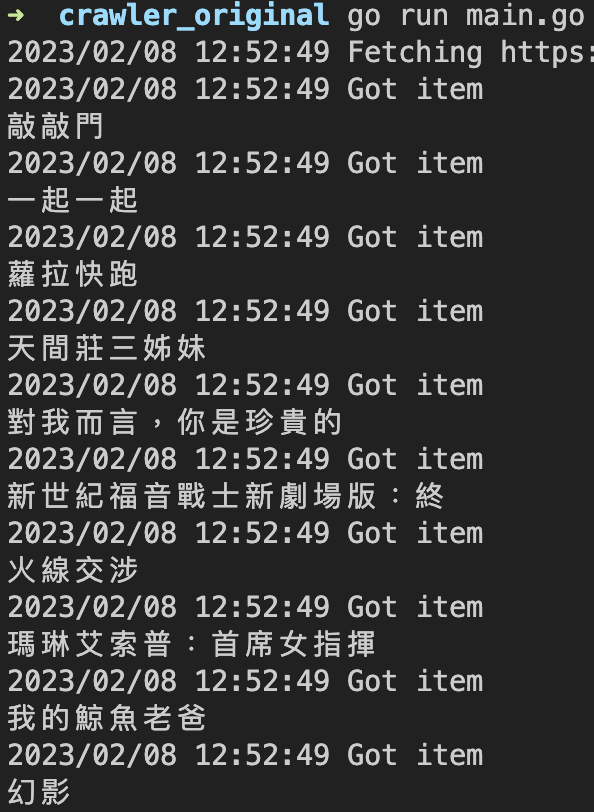 ➜  crawler_original go run main.go
2023/02/08 12:52:49 Fetching https:
2023/02/08 12:52:49 Got item
敲敲門
2023/02/08 12:52:49 Got item
一起一起
2023/02/08 12:52:49 Got item
蘿拉快跑
2023/02/08 12:52:49 Got item
天間莊三姊妹
2023/02/08 12:52:49 Got item
對我而言，你是珍貴的
2023/02/08 12:52:49 Got item
新世紀福音戰士新劇場版：終
2023/02/08 12:52:49 Got item
火線交涉
2023/02/08 12:52:49 Got item
瑪琳艾索普：首席女指揮
2023/02/08 12:52:49 Got item
我的鯨魚老爸
2023/02/08 12:52:49 Got item
幻影